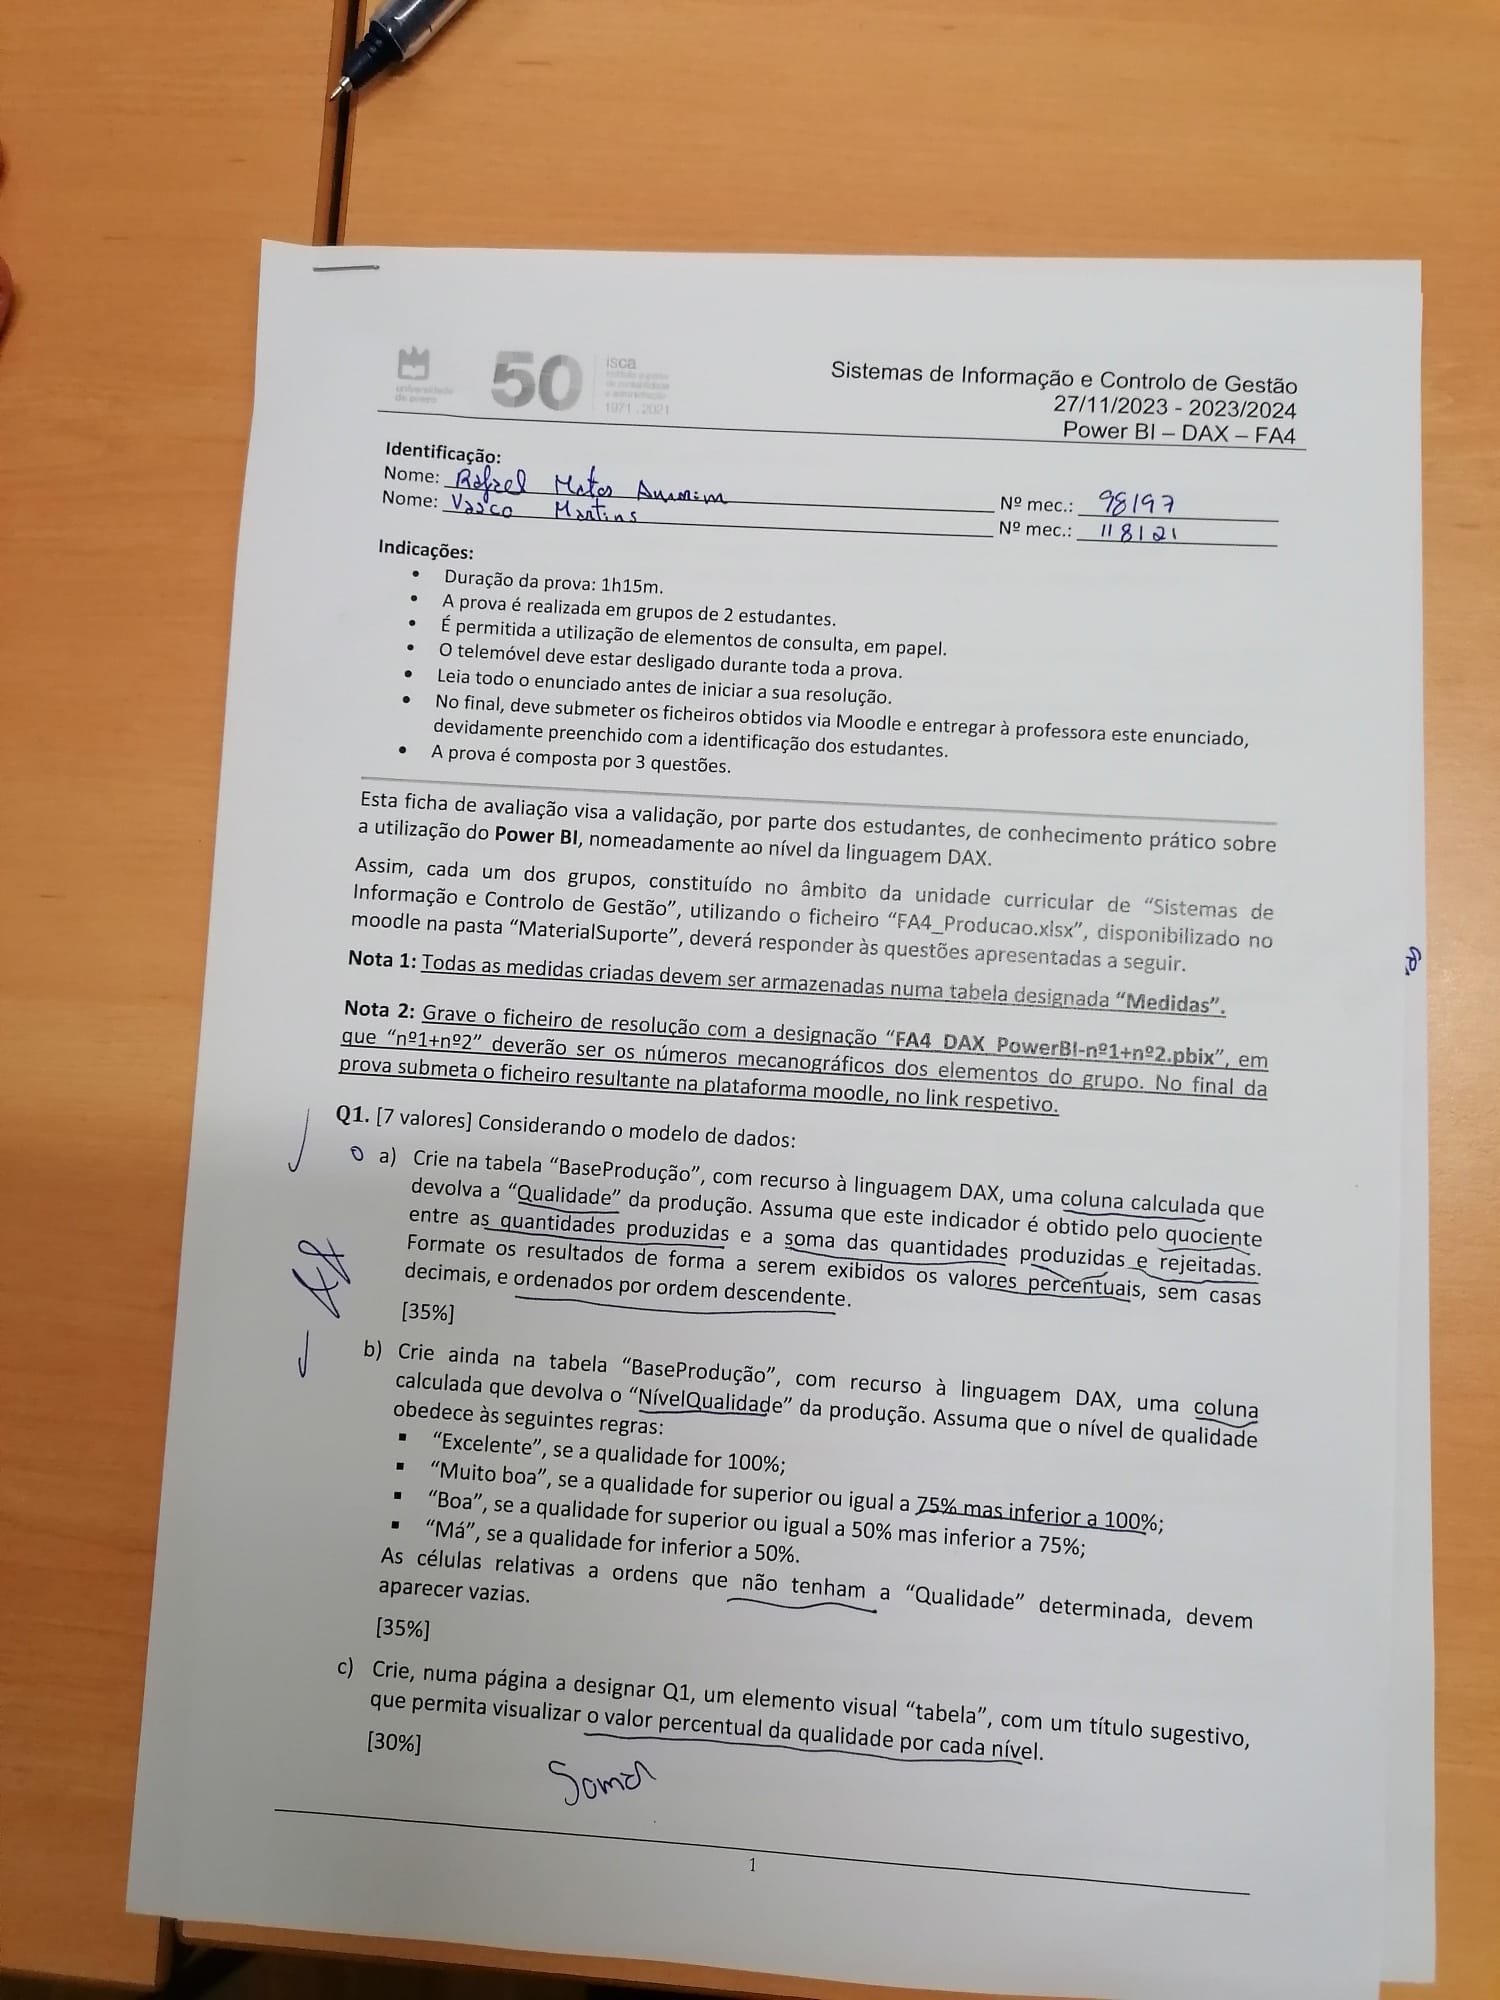 universidade
de aveiro
50
isca
1971 . 2021
Sistemas de Informação e Controlo de Gestão
27/11/2023 - 2023/2024
Power BI – DAX – FA4
Identificação:
Nome: Rafael Matos Amorim Nº mec.: 98197
Nome: Vasco Martins Nº mec.: 118121
Indicações:
• Duração da prova: 1h15m.
• A prova é realizada em grupos de 2 estudantes.
• É permitida a utilização de elementos de consulta, em papel.
• O telemóvel deve estar desligado durante toda a prova.
• Leia todo o enunciado antes de iniciar a sua resolução.
• No final, deve submeter os ficheiros obtidos via Moodle e entregar à professora este enunciado,
devidamente preenchido com a identificação dos estudantes.
• A prova é composta por 3 questões.
Esta ficha de avaliação visa a validação, por parte dos estudantes, de conhecimento prático sobre
a utilização do Power BI, nomeadamente ao nível da linguagem DAX.
Assim, cada um dos grupos, constituído no âmbito da unidade curricular de “Sistemas de
Informação e Controlo de Gestão”, utilizando o ficheiro “FA4_Producao.xlsx”, disponibilizado no
moodle na pasta “MaterialSuporte”, deverá responder às questões apresentadas a seguir.
Nota 1: Todas as medidas criadas devem ser armazenadas numa tabela designada “Medidas”.
Nota 2: Grave o ficheiro de resolução com a designação “FA4_DAX_PowerBI-nº1+nº2.pbix”, em
que “nº1+nº2” deverão ser os números mecanográficos dos elementos do grupo. No final da
prova submeta o ficheiro resultante na plataforma moodle, no link respetivo.
Q1. [7 valores] Considerando o modelo de dados:
a) Crie na tabela “BaseProdução”, com recurso à linguagem DAX, uma coluna calculada que
devolva a “Qualidade” da produção. Assuma que este indicador é obtido pelo quociente
entre as quantidades produzidas e a soma das quantidades produzidas e rejeitadas.
Formate os resultados de forma a serem exibidos os valores percentuais, sem casas
decimais, e ordenados por ordem descendente.
[35%]
b) Crie ainda na tabela “BaseProdução”, com recurso à linguagem DAX, uma coluna
calculada que devolva o “NívelQualidade” da produção. Assuma que o nível de qualidade
obedece às seguintes regras:
▪ “Excelente”, se a qualidade for 100%;
▪ “Muito boa”, se a qualidade for superior ou igual a 75% mas inferior a 100%;
▪ “Boa”, se a qualidade for superior ou igual a 50% mas inferior a 75%;
▪ “Má”, se a qualidade for inferior a 50%.
As células relativas a ordens que não tenham a “Qualidade” determinada, devem
aparecer vazias.
[35%]
c) Crie, numa página a designar Q1, um elemento visual “tabela”, com um título sugestivo,
que permita visualizar o valor percentual da qualidade por cada nível.
[30%]
Soma
1